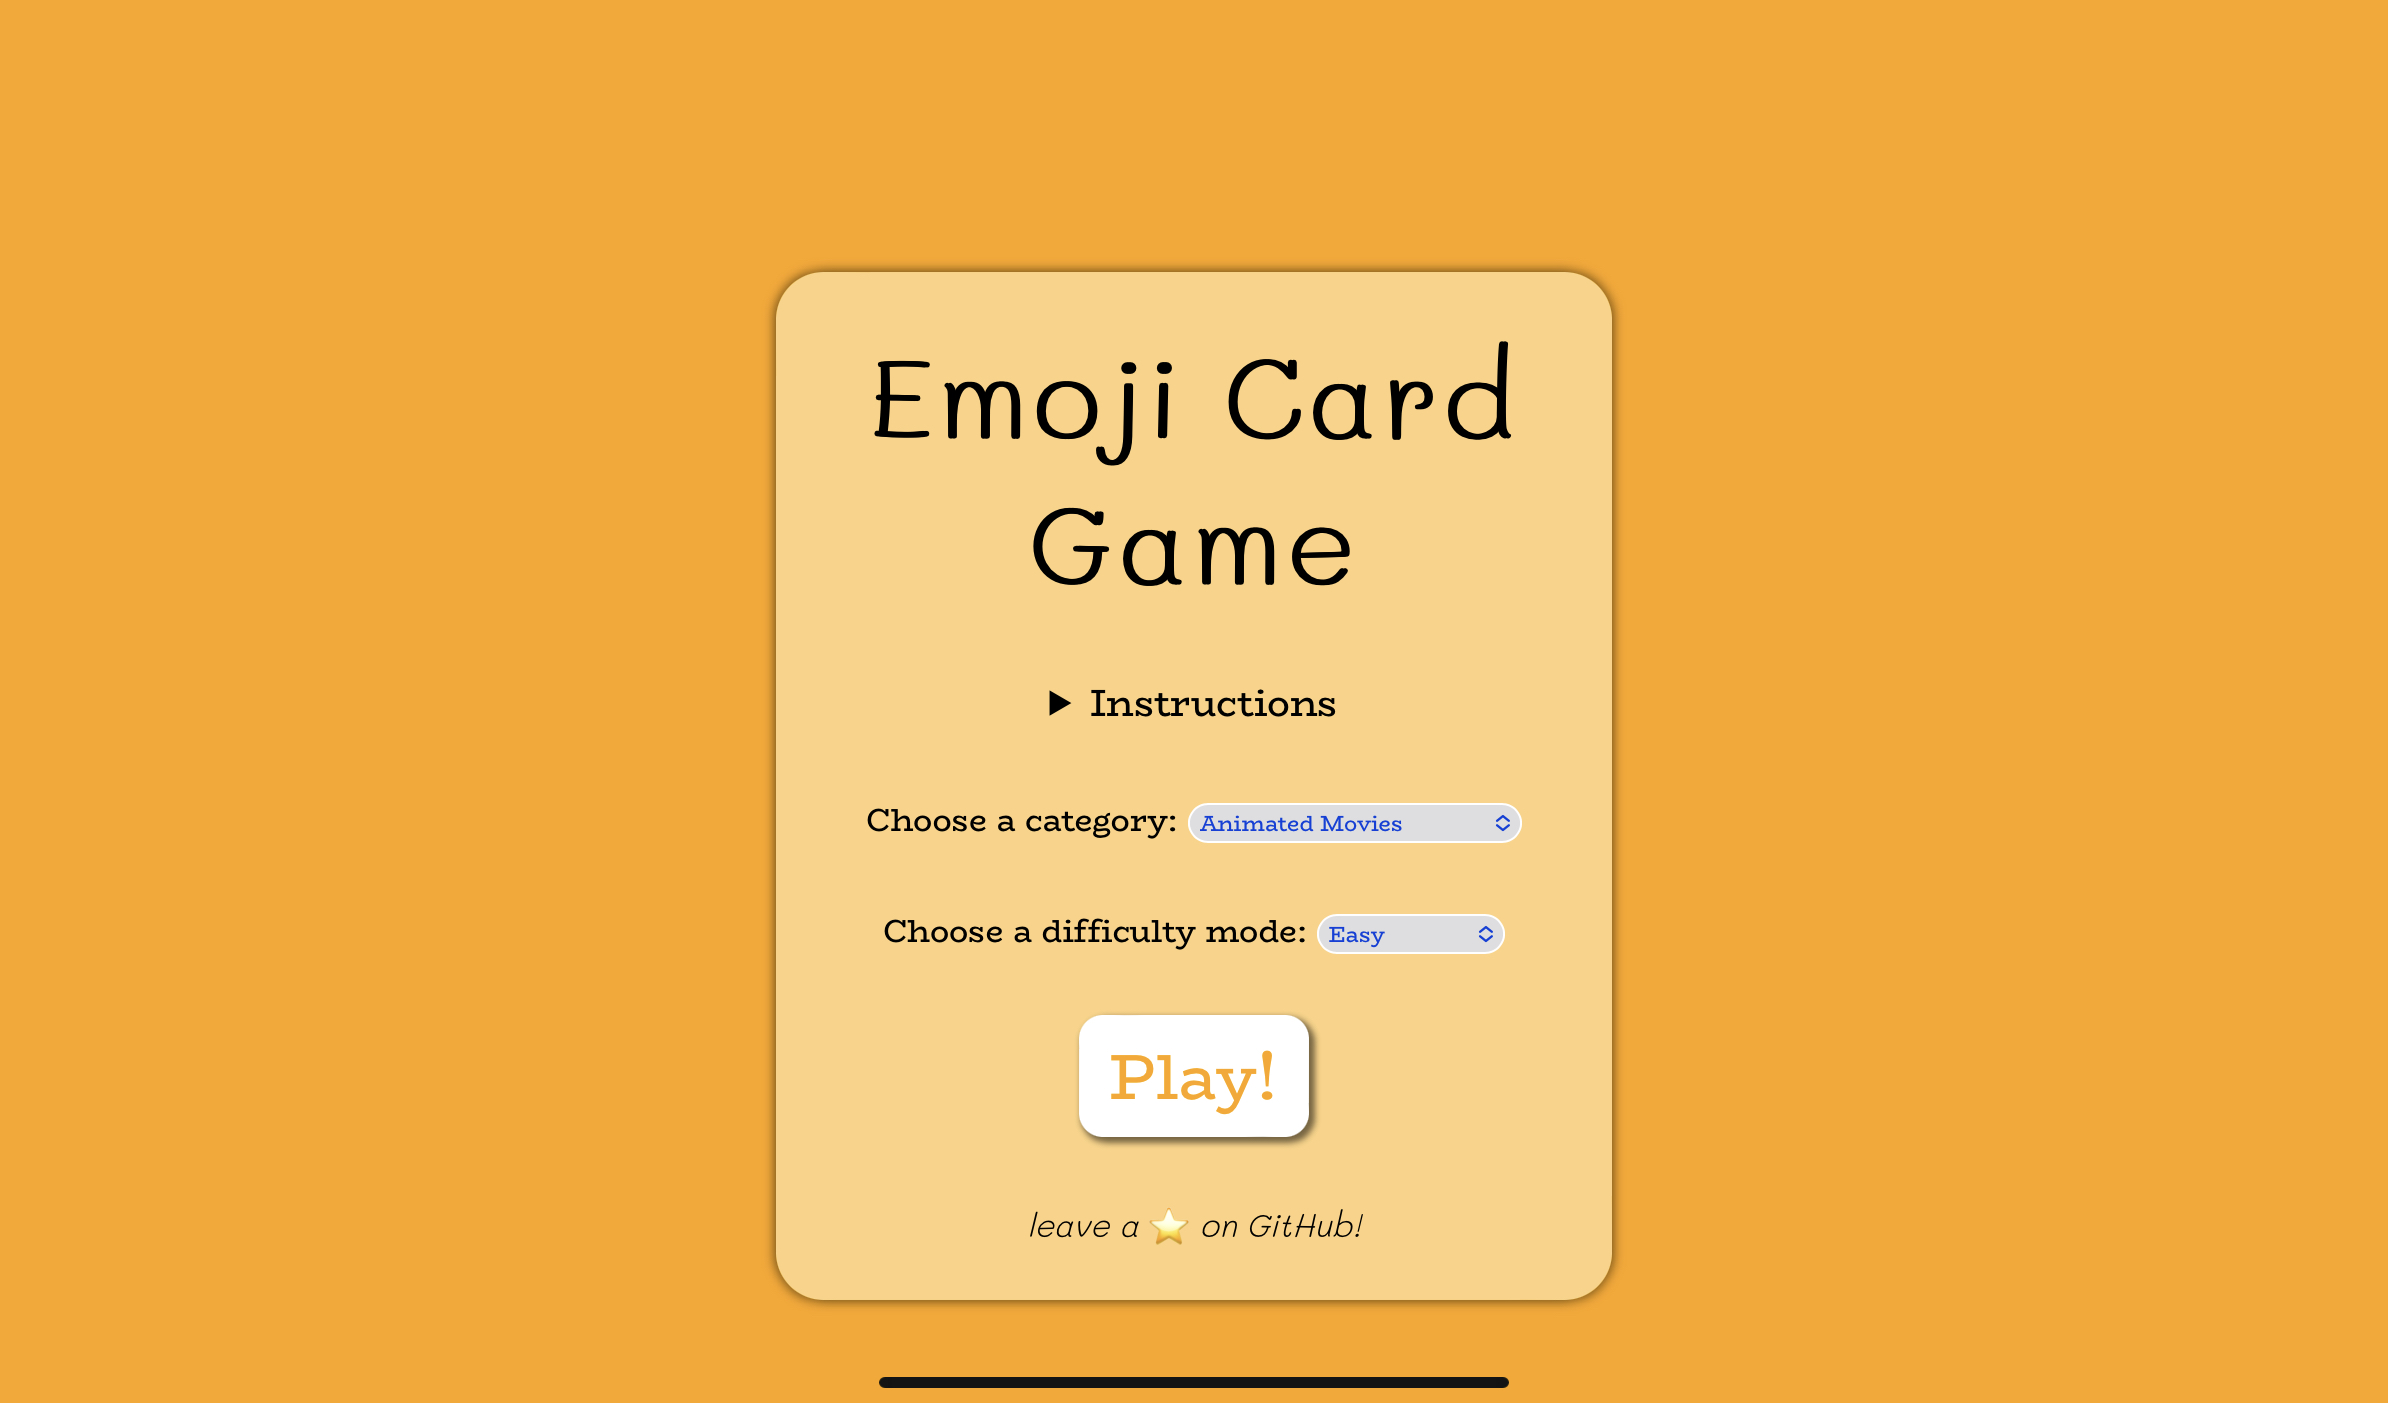 Emoji Card
Game
Instructions
Choose a category: Animated Movies
Choose a difficulty mode: Easy
Play!
leave a ⭐ on GitHub!